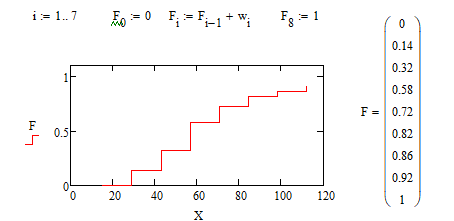 i := 1..7 F0 := 0 Fi := Fi−1 + wi F8 := 1
1
F 0.5
0
0 20 40 60 80 100 120
X
F =
0
0.14
0.32
0.58
0.72
0.82
0.86
0.92
1